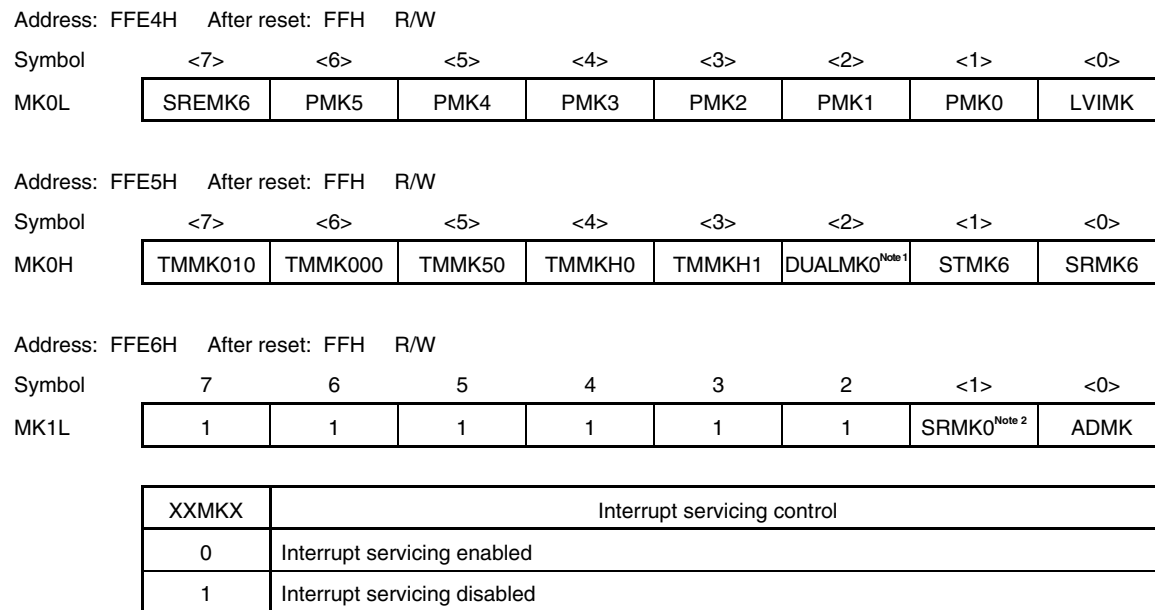 Address: FFE4H After reset: FFH R/W
Symbol <7> <6> <5> <4> <3> <2> <1> <0>
MK0L SREMK6 PMK5 PMK4 PMK3 PMK2 PMK1 PMK0 LVIMK
Address: FFE5H After reset: FFH R/W
Symbol <7> <6> <5> <4> <3> <2> <1> <0>
MK0H TMMK010 TMMK000 TMMK50 TMMKH0 TMMKH1 DUALMK0Note 1 STMK6 SRMK6
Address: FFE6H After reset: FFH R/W
Symbol 7 6 5 4 3 2 <1> <0>
MK1L 1 1 1 1 1 1 SRMK0Note 2 ADMK
XXMKX Interrupt servicing control
0 Interrupt servicing enabled
1 Interrupt servicing disabled